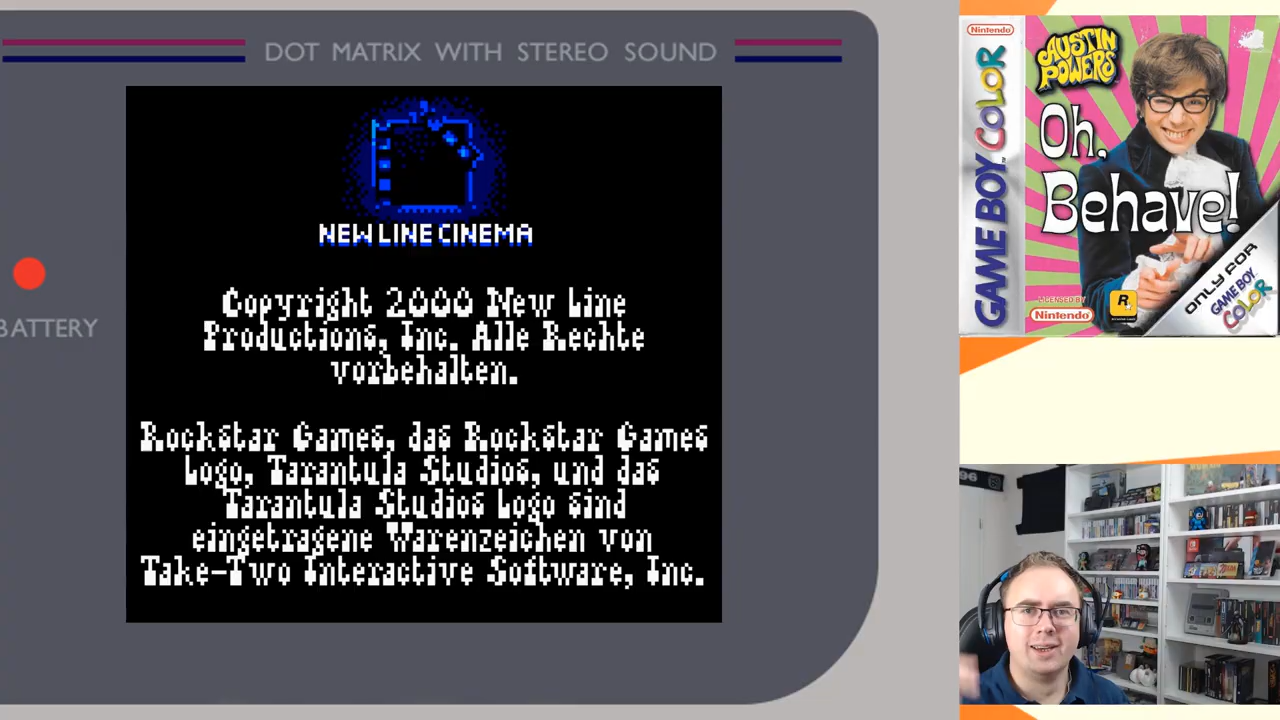 DOT MATRIX WITH STEREO SOUND
BATTERY
NEW LINE CINEMA
Copyright 2000 New Line
Productions, Inc. Alle Rechte
vorbehalten.
Rockstar Games, das Rockstar Games
Logo, Tarantula Studios, und das
Tarantula Studios Logo sind
eingetragene Warenzeichen von
Take-Two Interactive Software, Inc.
Nintendo
GAME BOY COLOR
AUSTIN
POWERS
Oh,
Behave!
ONLY FOR
GAME BOY
COLOR
LICENSED BY
Nintendo
R
96